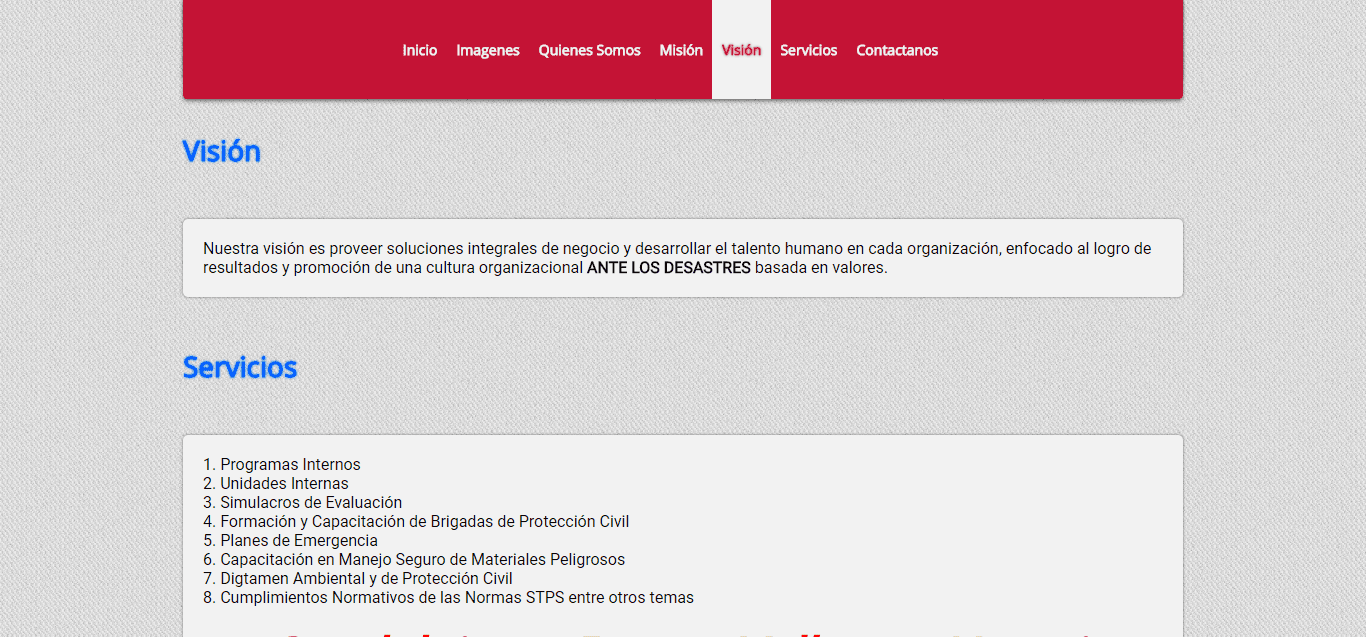 Inicio Imagenes Quienes Somos Misión Visión Servicios Contactanos
Visión
Nuestra visión es proveer soluciones integrales de negocio y desarrollar el talento humano en cada organización, enfocado al logro de
resultados y promoción de una cultura organizacional ANTE LOS DESASTRES basada en valores.
Servicios
1. Programas Internos
2. Unidades Internas
3. Simulacros de Evaluación
4. Formación y Capacitación de Brigadas de Protección Civil
5. Planes de Emergencia
6. Capacitación en Manejo Seguro de Materiales Peligrosos
7. Digtamen Ambiental y de Protección Civil
8. Cumplimientos Normativos de las Normas STPS entre otros temas